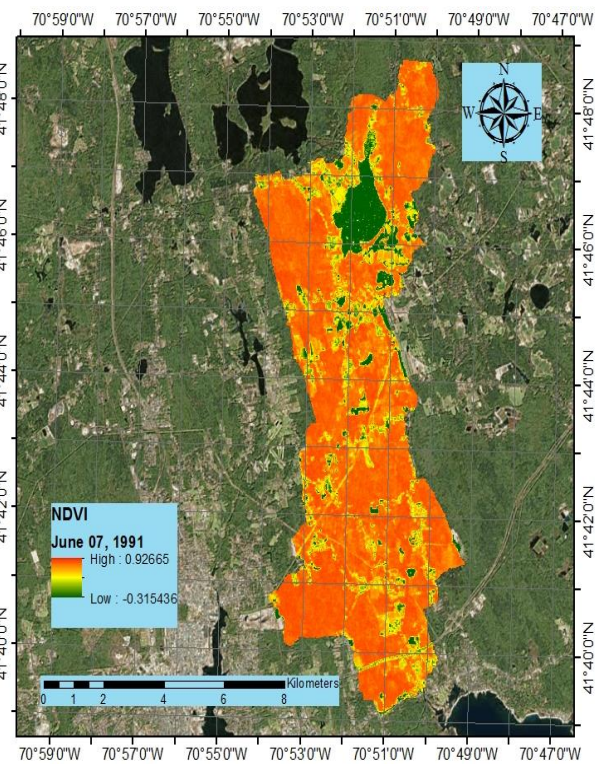 70°59'0"W 70°57'0"W 70°55'0"W 70°53'0"W 70°51'0"W 70°49'0"W 70°47'0"W
N
W E
S
41°48'0"N 41°48'0"N
41°46'0"N 41°46'0"N
41°44'0"N 41°44'0"N
41°42'0"N 41°42'0"N
41°40'0"N 41°40'0"N
NDVI
June 07, 1991
High : 0.92665
Low : -0.315436
Kilometers
0 1 2 4 6 8
70°59'0"W 70°57'0"W 70°55'0"W 70°53'0"W 70°51'0"W 70°49'0"W 70°47'0"W